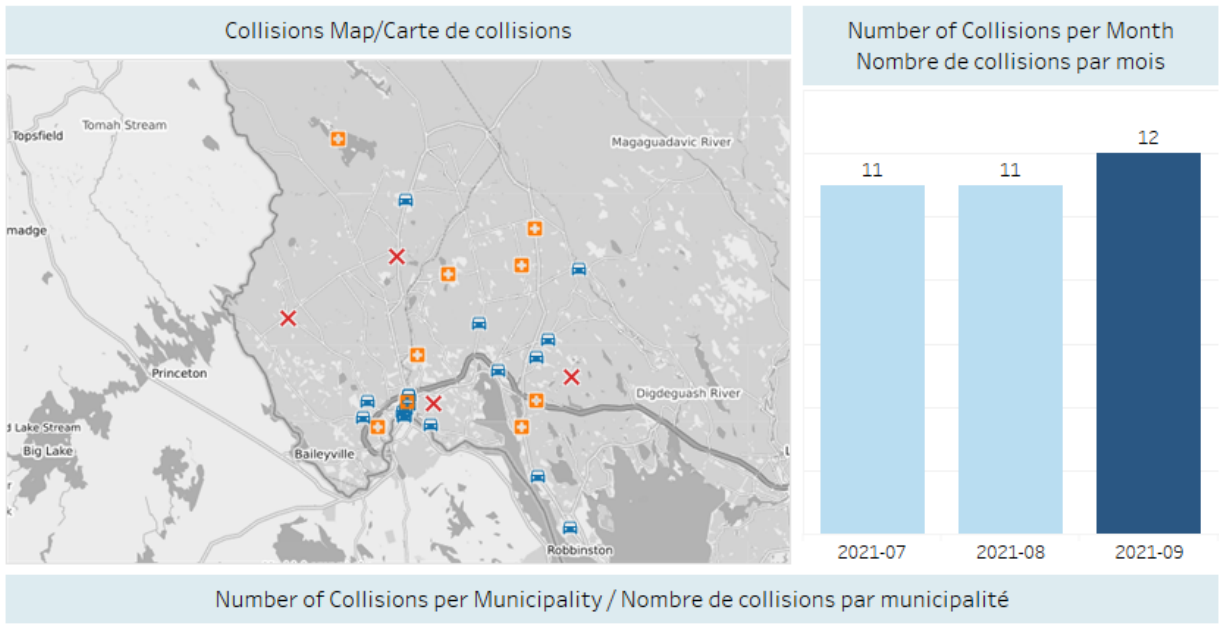 Collisions Map/Carte de collisions
Number of Collisions per Month
Nombre de collisions par mois
Topsfield
Tomah Stream
Magaguadavic River
madge
Princeton
Digdeguash River
d Lake Stream
Big Lake
Baileyville
Robbinston
12
11
11
2021-07
2021-08
2021-09
Number of Collisions per Municipality / Nombre de collisions par municipalité